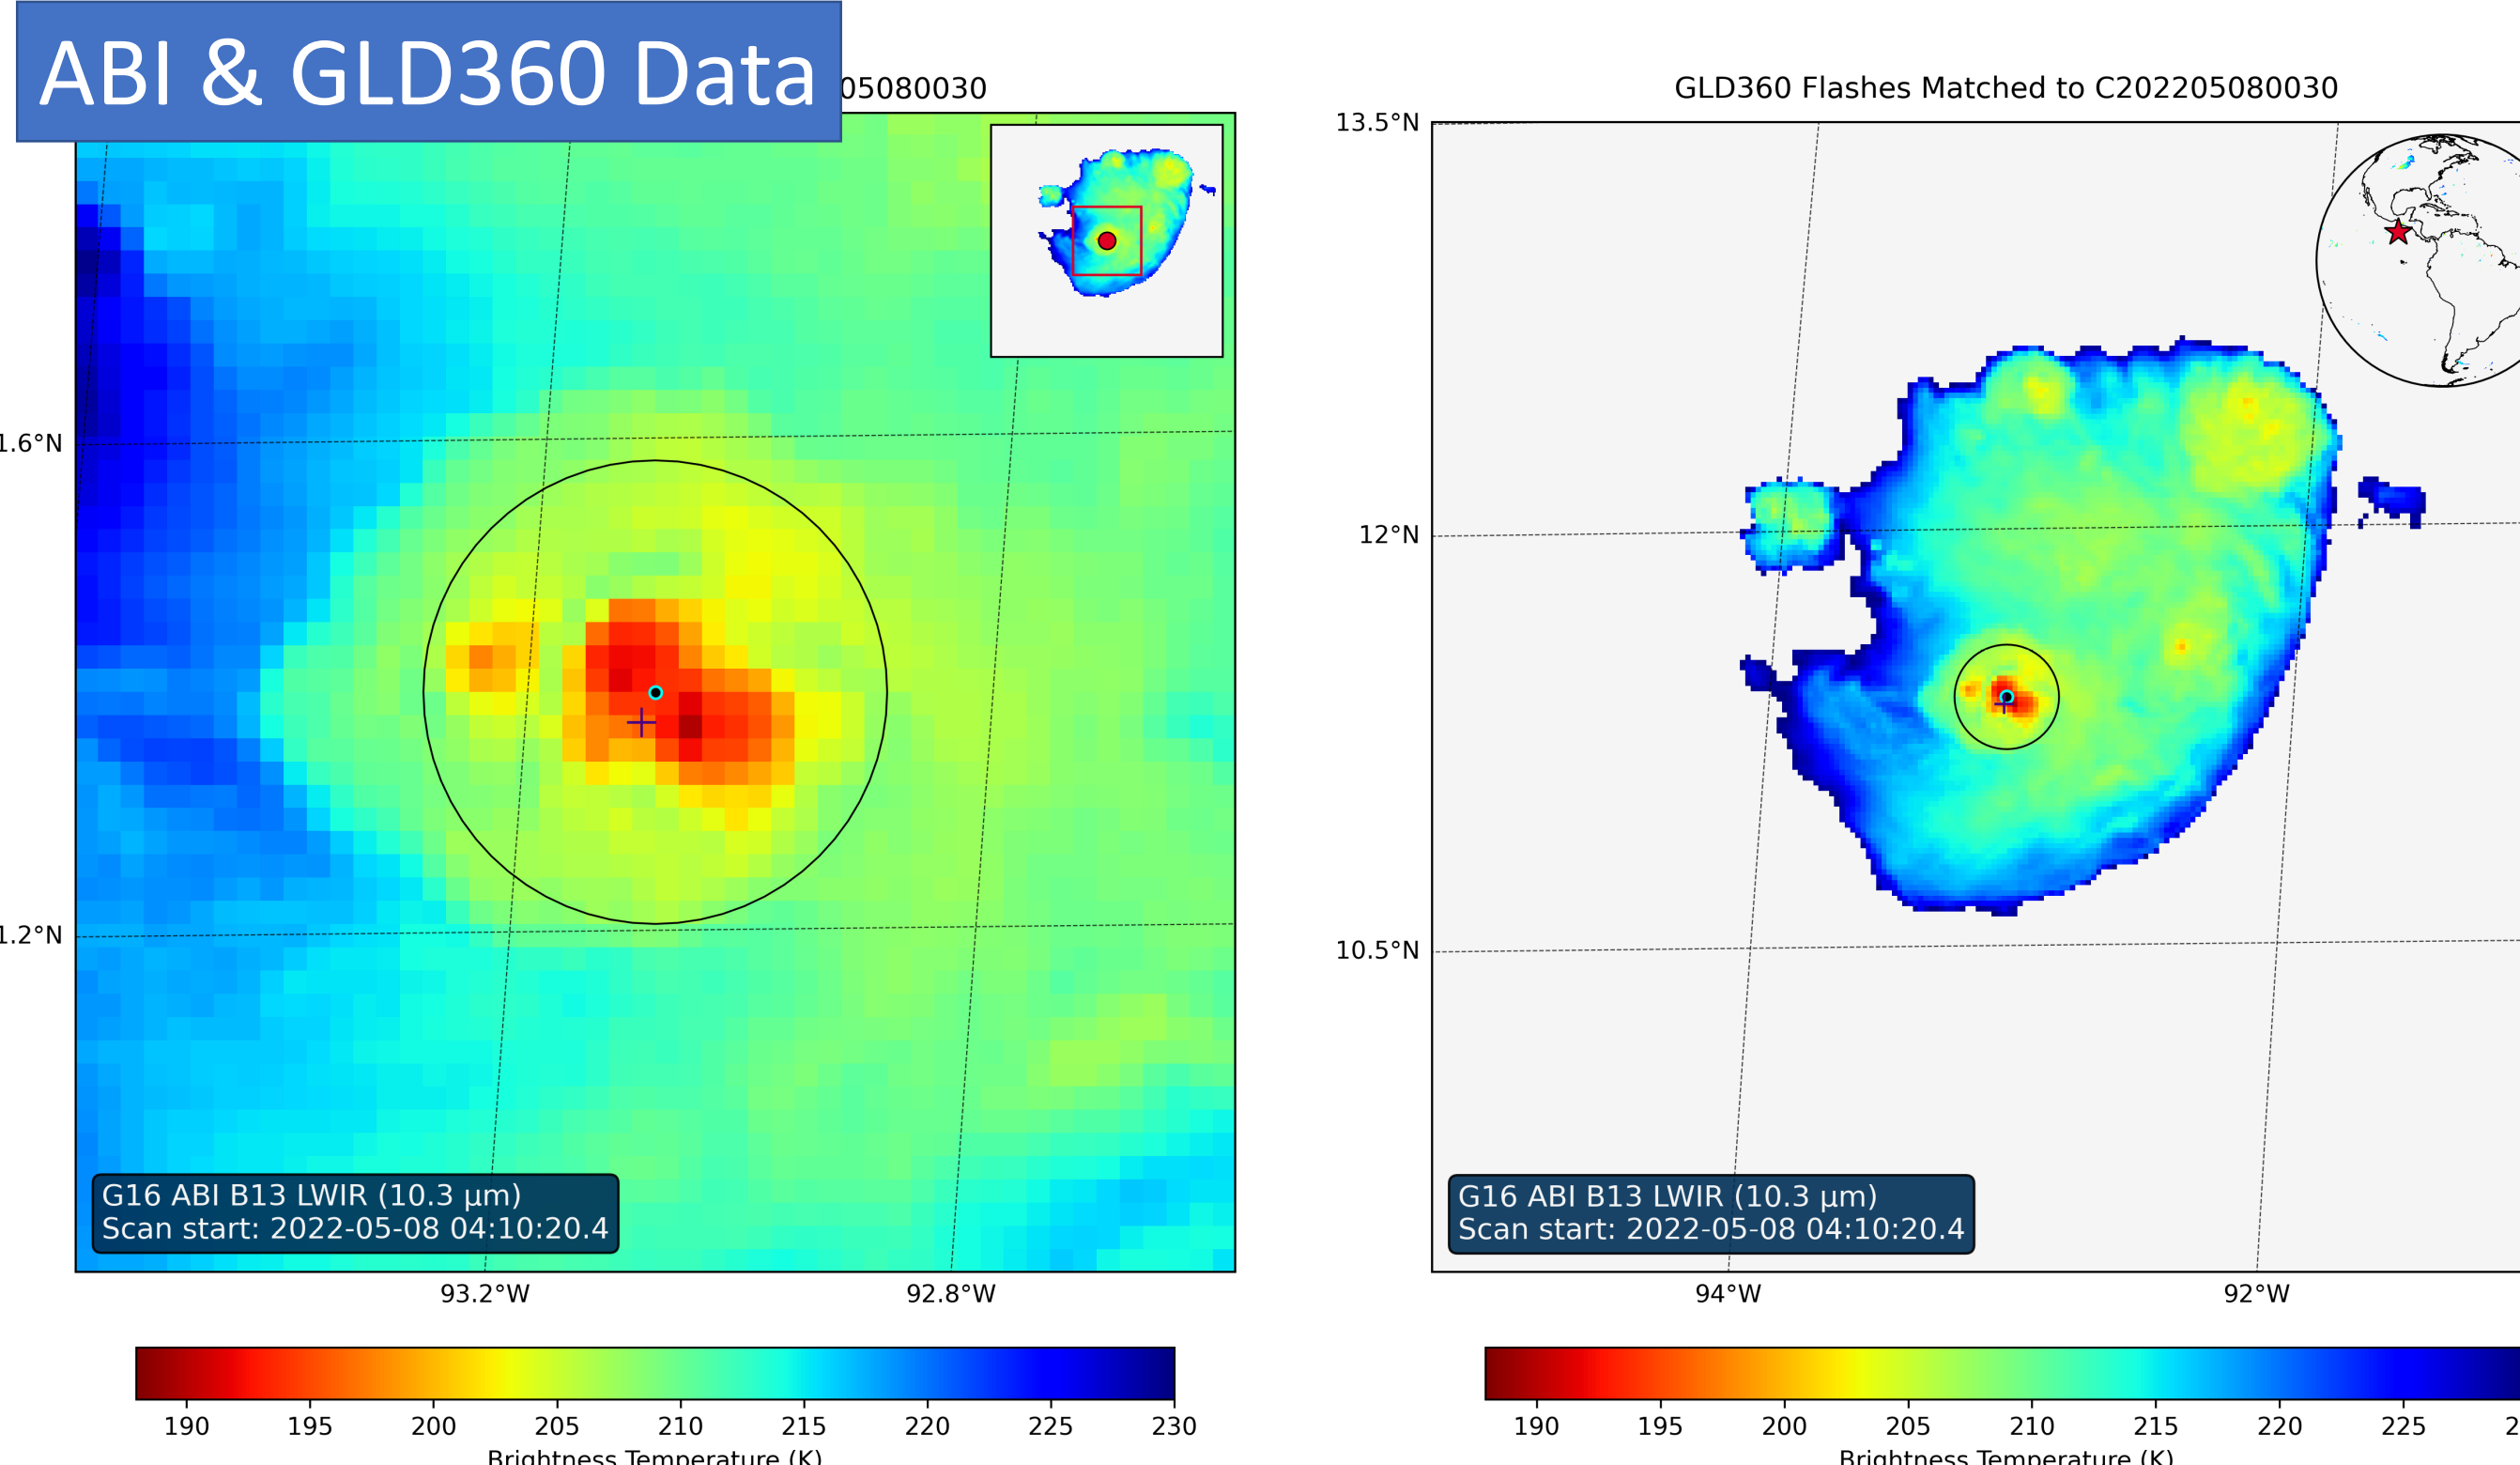 ABI & GLD360 Data
05080030
GLD360 Flashes Matched to C202205080030
13.5°N
12°N
10.5°N
1.6°N
1.2°N
G16 ABI B13 LWIR (10.3 μm)
Scan start: 2022-05-08 04:10:20.4
G16 ABI B13 LWIR (10.3 μm)
Scan start: 2022-05-08 04:10:20.4
93.2°W 92.8°W
94°W 92°W
190 195 200 205 210 215 220 225 230
Brightness Temperature (K)
190 195 200 205 210 215 220 225 2
Brightness Temperature (K)